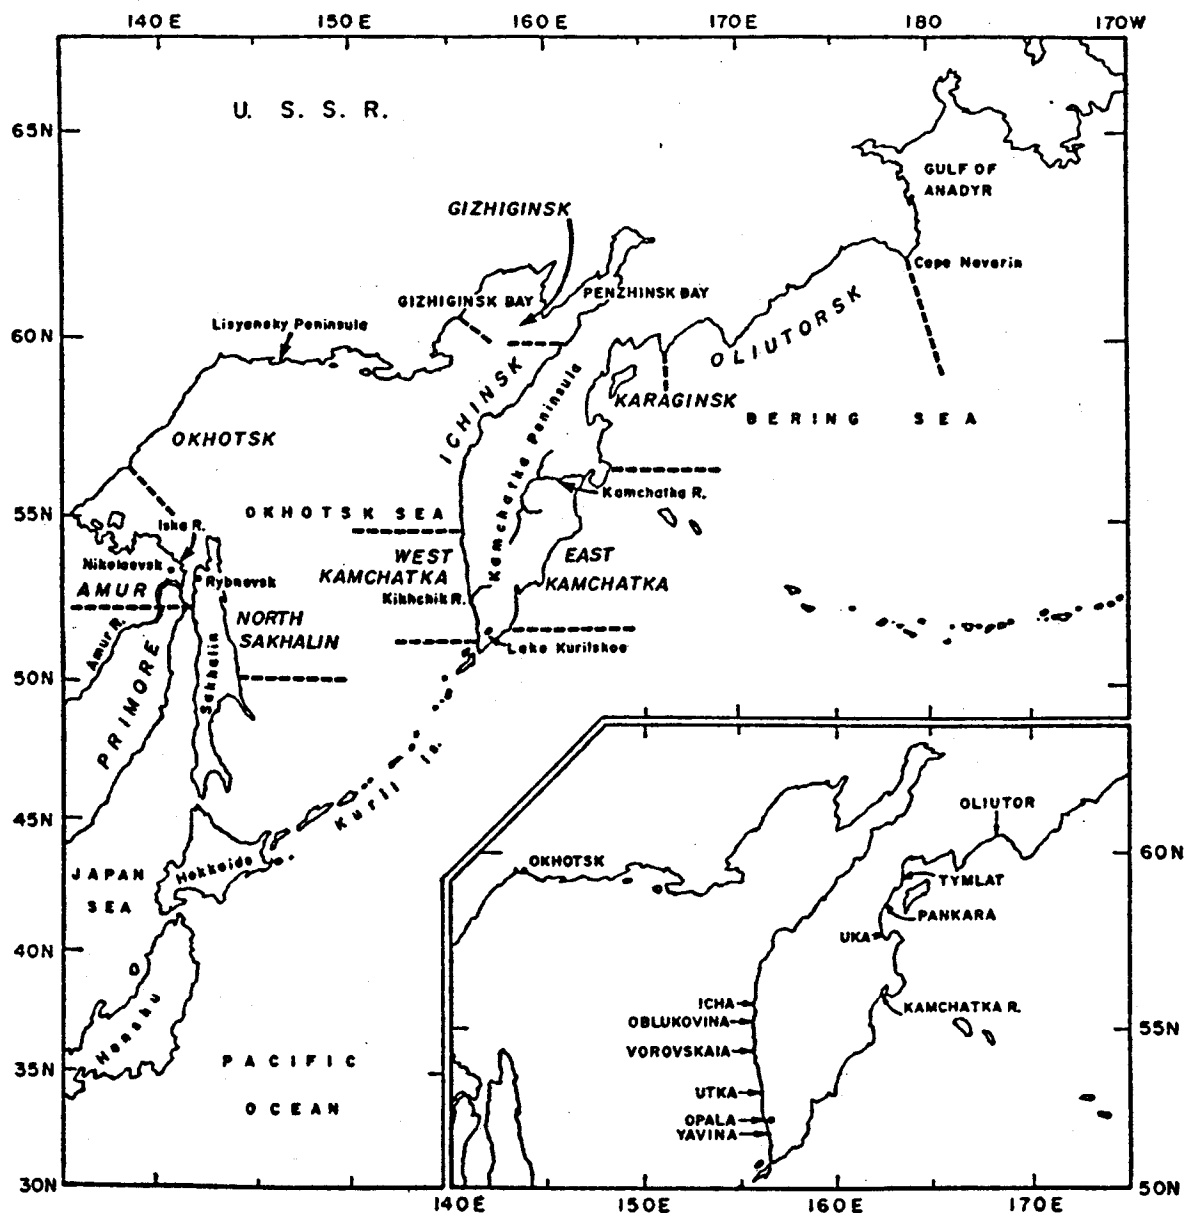 140 E 150 E 160 E 170 E 180 170W
U. S. S. R.
65N
GULF OF
ANADYR
GIZHIGINSK
Cape Navarin
GIZHIGINSK BAY
PENZHINSK BAY
Lisyansky Peninsula
60N
OLIUTORSK
ICHINSK
Kamchatka Peninsula
KARAGINSK
BERING SEA
OKHOTSK
Kamchatka R.
55N
OKHOTSK SEA
Iska R.
WEST
KAMCHATKA
EAST
KAMCHATKA
Nikolaevsk
Rybnovsk
AMUR
Kikhchik R.
NORTH
SAKHALIN
Amur R.
Lake Kurilskoe
PRIMORE
Sakhalin
50N
Kuril Is.
45N
JAPAN
SEA
Hokkaido
40N
Honshu
35N
PACIFIC
OCEAN
30N
OLIUTOR
OKHOTSK
60N
TYMLAT
PANKARA
UKA
ICHA
KAMCHATKA R.
OBLUKOVINA
55N
VOROVSKAIA
UTKA
OPALA
YAVINA
50N
140E 150E 160E 170E